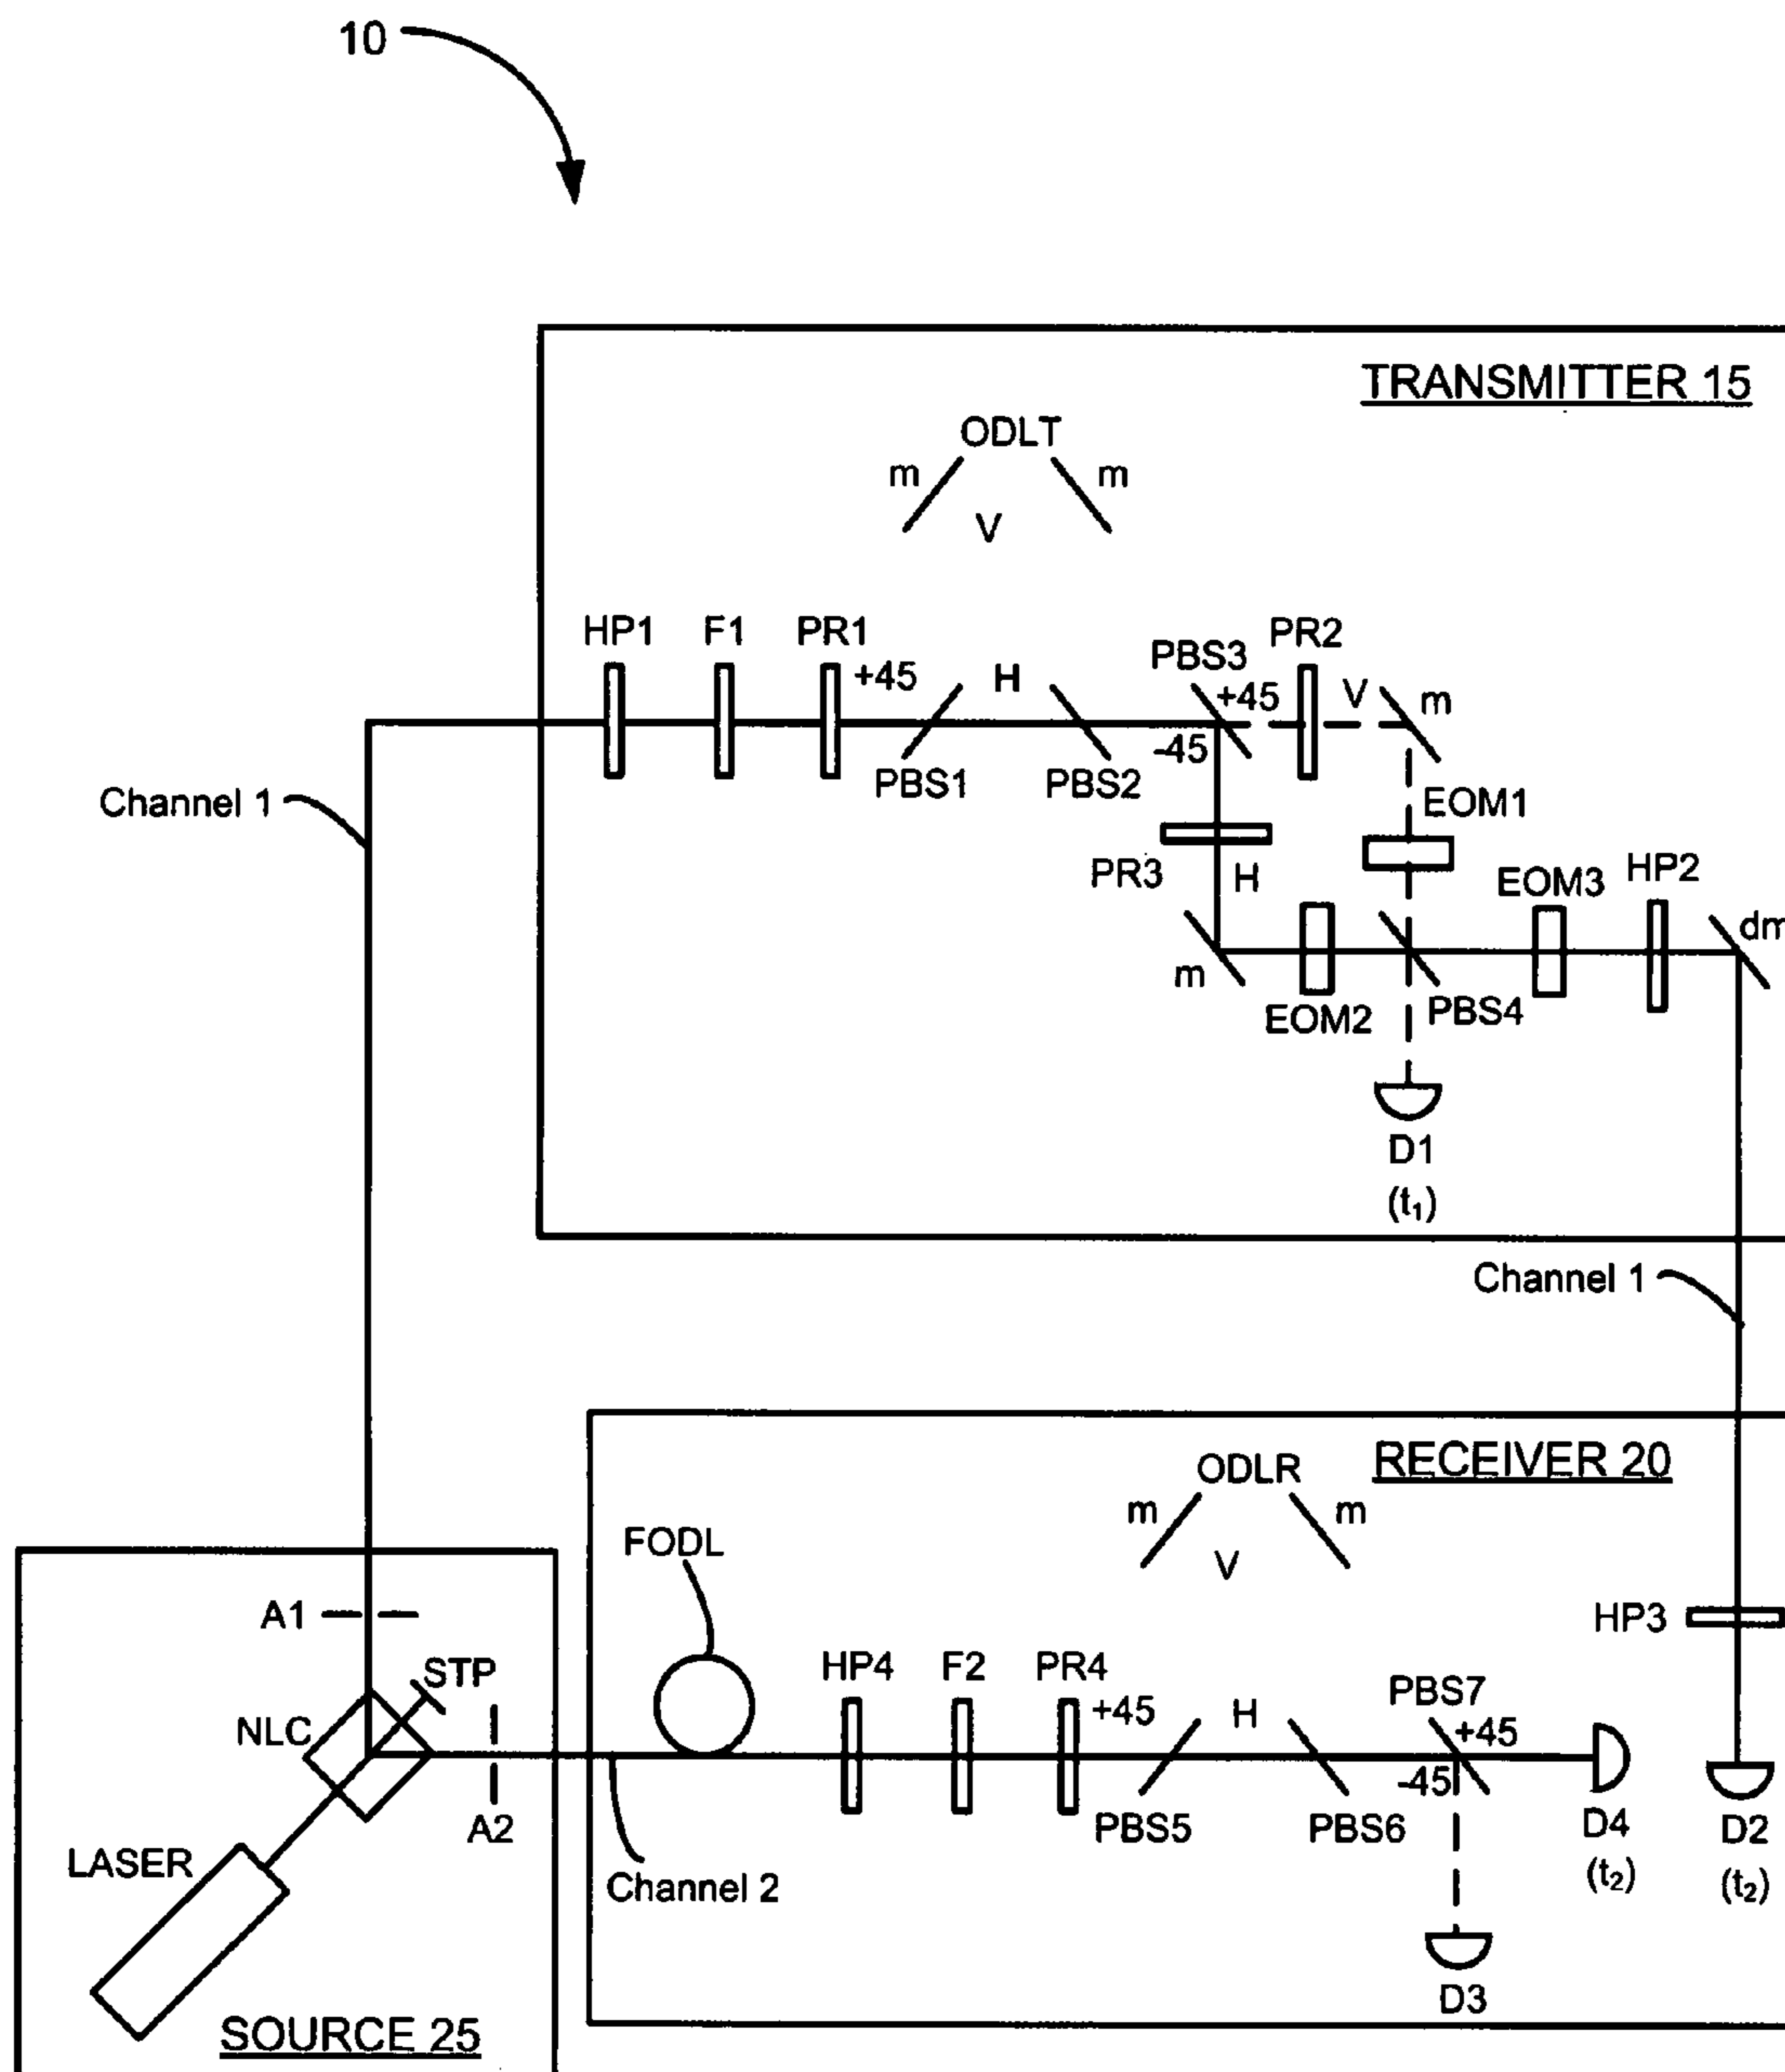 10
TRANSMITTER 15
ODLT
m
m
V
HP1
F1
PR1
+45
H
PBS1
PBS2
PBS3
+45
-45
PR2
V
m
Channel 1
EOM1
PR3
H
EOM3
HP2
dm
m
EOM2
PBS4
D1
(t₁)
Channel 1
RECEIVER 20
ODLR
m
m
V
FODL
A1
HP3
STP
HP4
F2
PR4
+45
H
PBS7
+45
-45
NLC
A2
PBS5
PBS6
D4
(t₂)
D2
(t₂)
LASER
Channel 2
D3
SOURCE 25